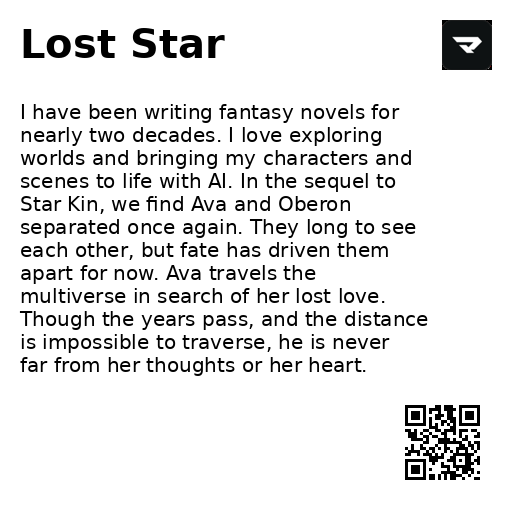 Lost Star
I have been writing fantasy novels for
nearly two decades. I love exploring
worlds and bringing my characters and
scenes to life with AI. In the sequel to
Star Kin, we find Ava and Oberon
separated once again. They long to see
each other, but fate has driven them
apart for now. Ava travels the
multiverse in search of her lost love.
Though the years pass, and the distance
is impossible to traverse, he is never
far from her thoughts or her heart.